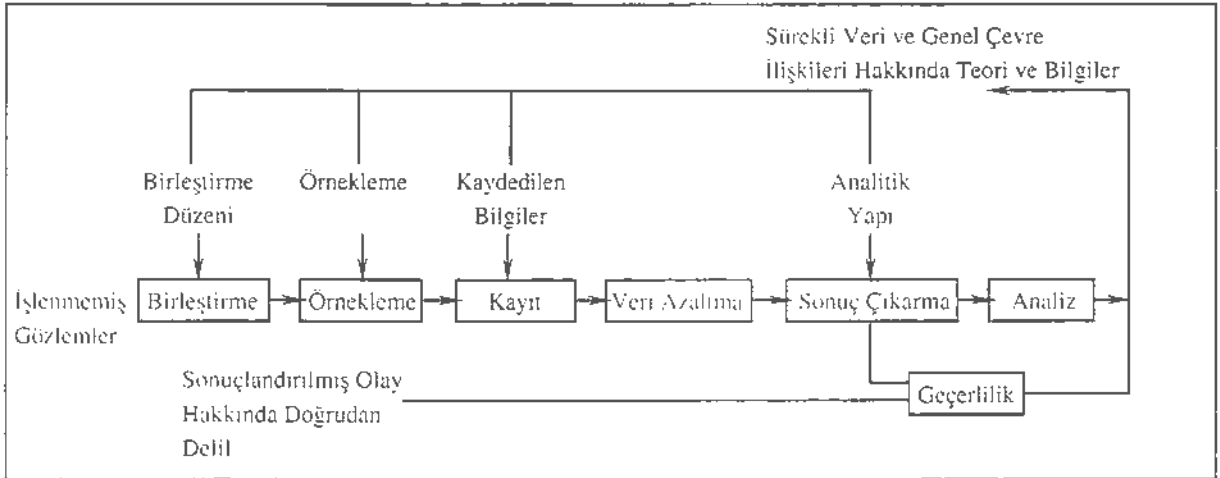 Sürekli Veri ve Genel Çevre
İlişkileri Hakkında Teori ve Bilgiler
Birleştirme
Düzeni
Örnekleme
Kaydedilen
Bilgiler
Analitik
Yapı
İşlenmemiş
Gözlemler
Birleştirme
Örnekleme
Kayıt
Veri Azaltma
Sonuç Çıkarma
Analiz
Sonuçlandırılmış Olay
Hakkında Doğrudan
Delil
Geçerlilik